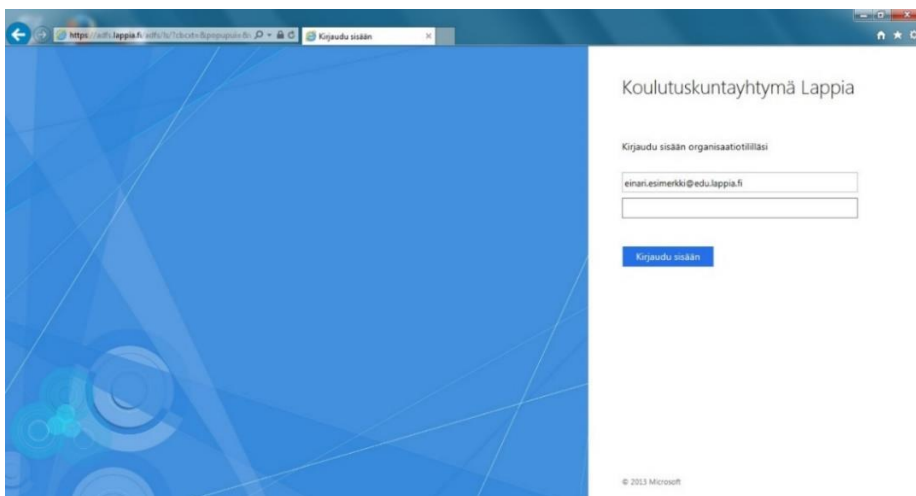 Kirjaudu sisään
Koulutuskuntayhtymä Lappia
Kirjaudu sisään organisaatiotililläsi
einari.esimerkki@edu.lappia.fi
Kirjaudu sisään
© 2013 Microsoft